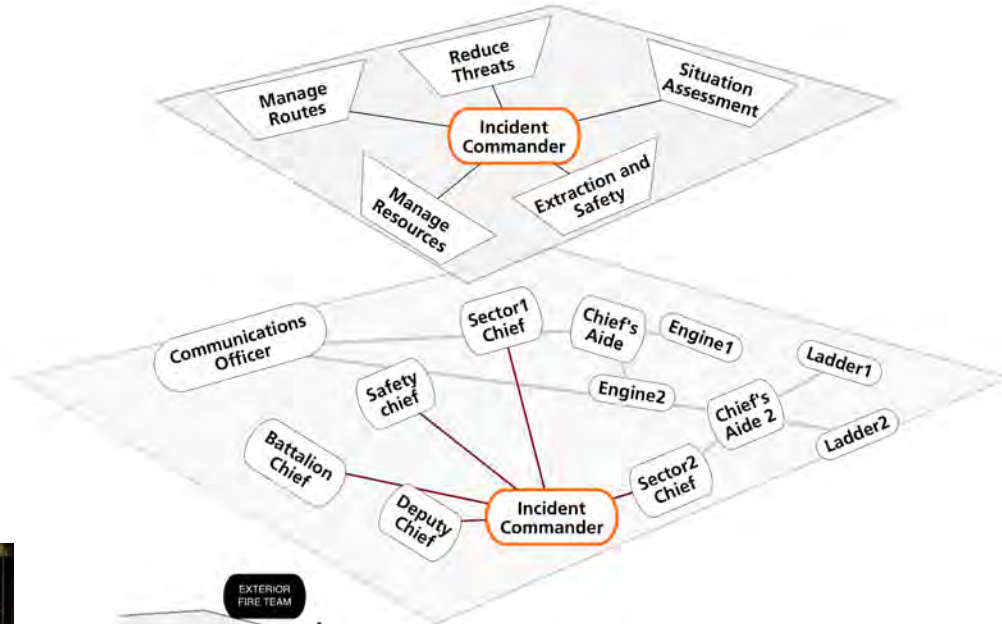 Reduce
Threats
Manage
Routes
Situation
Assessment
Incident
Commander
Manage
Resources
Extraction and
Safety
Communications
Officer
Sector1
Chief
Chief's
Aide
Engine1
Ladder1
Safety
chief
Engine2
Chief's
Aide 2
Ladder2
Battalion
Chief
Sector2
Chief
Deputy
Chief
Incident
Commander
EXTERIOR
FIRE TEAM